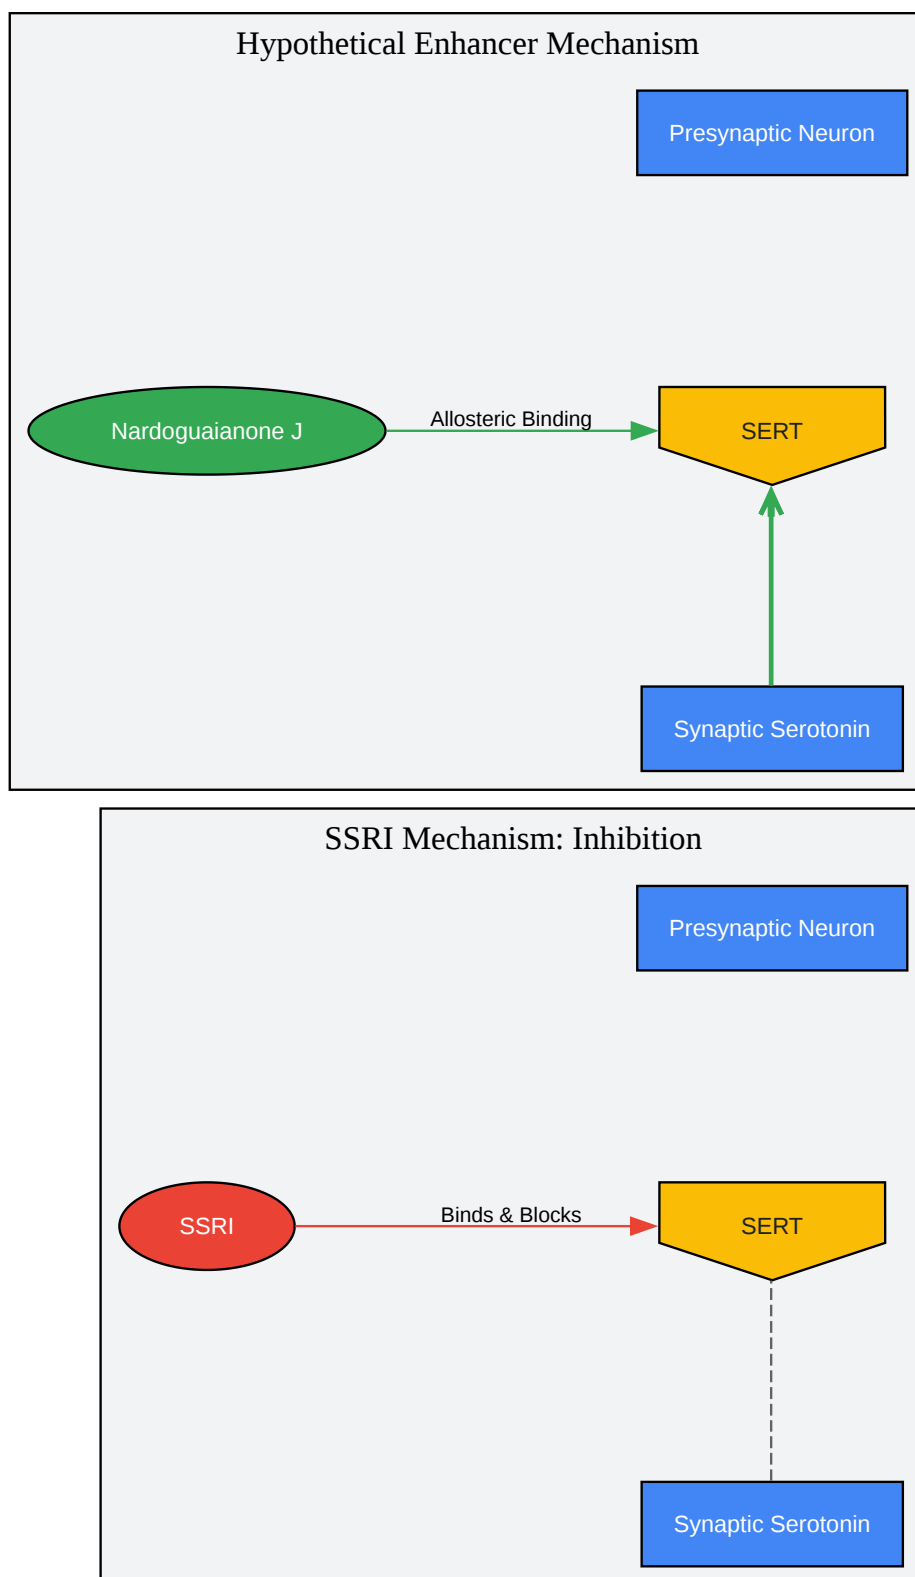 Hypothetical Enhancer Mechanism
Presynaptic Neuron
Nardoguaianone J
Allosteric Binding
SERT
Synaptic Serotonin
SSRI Mechanism: Inhibition
Presynaptic Neuron
SSRI
Binds & Blocks
SERT
Synaptic Serotonin